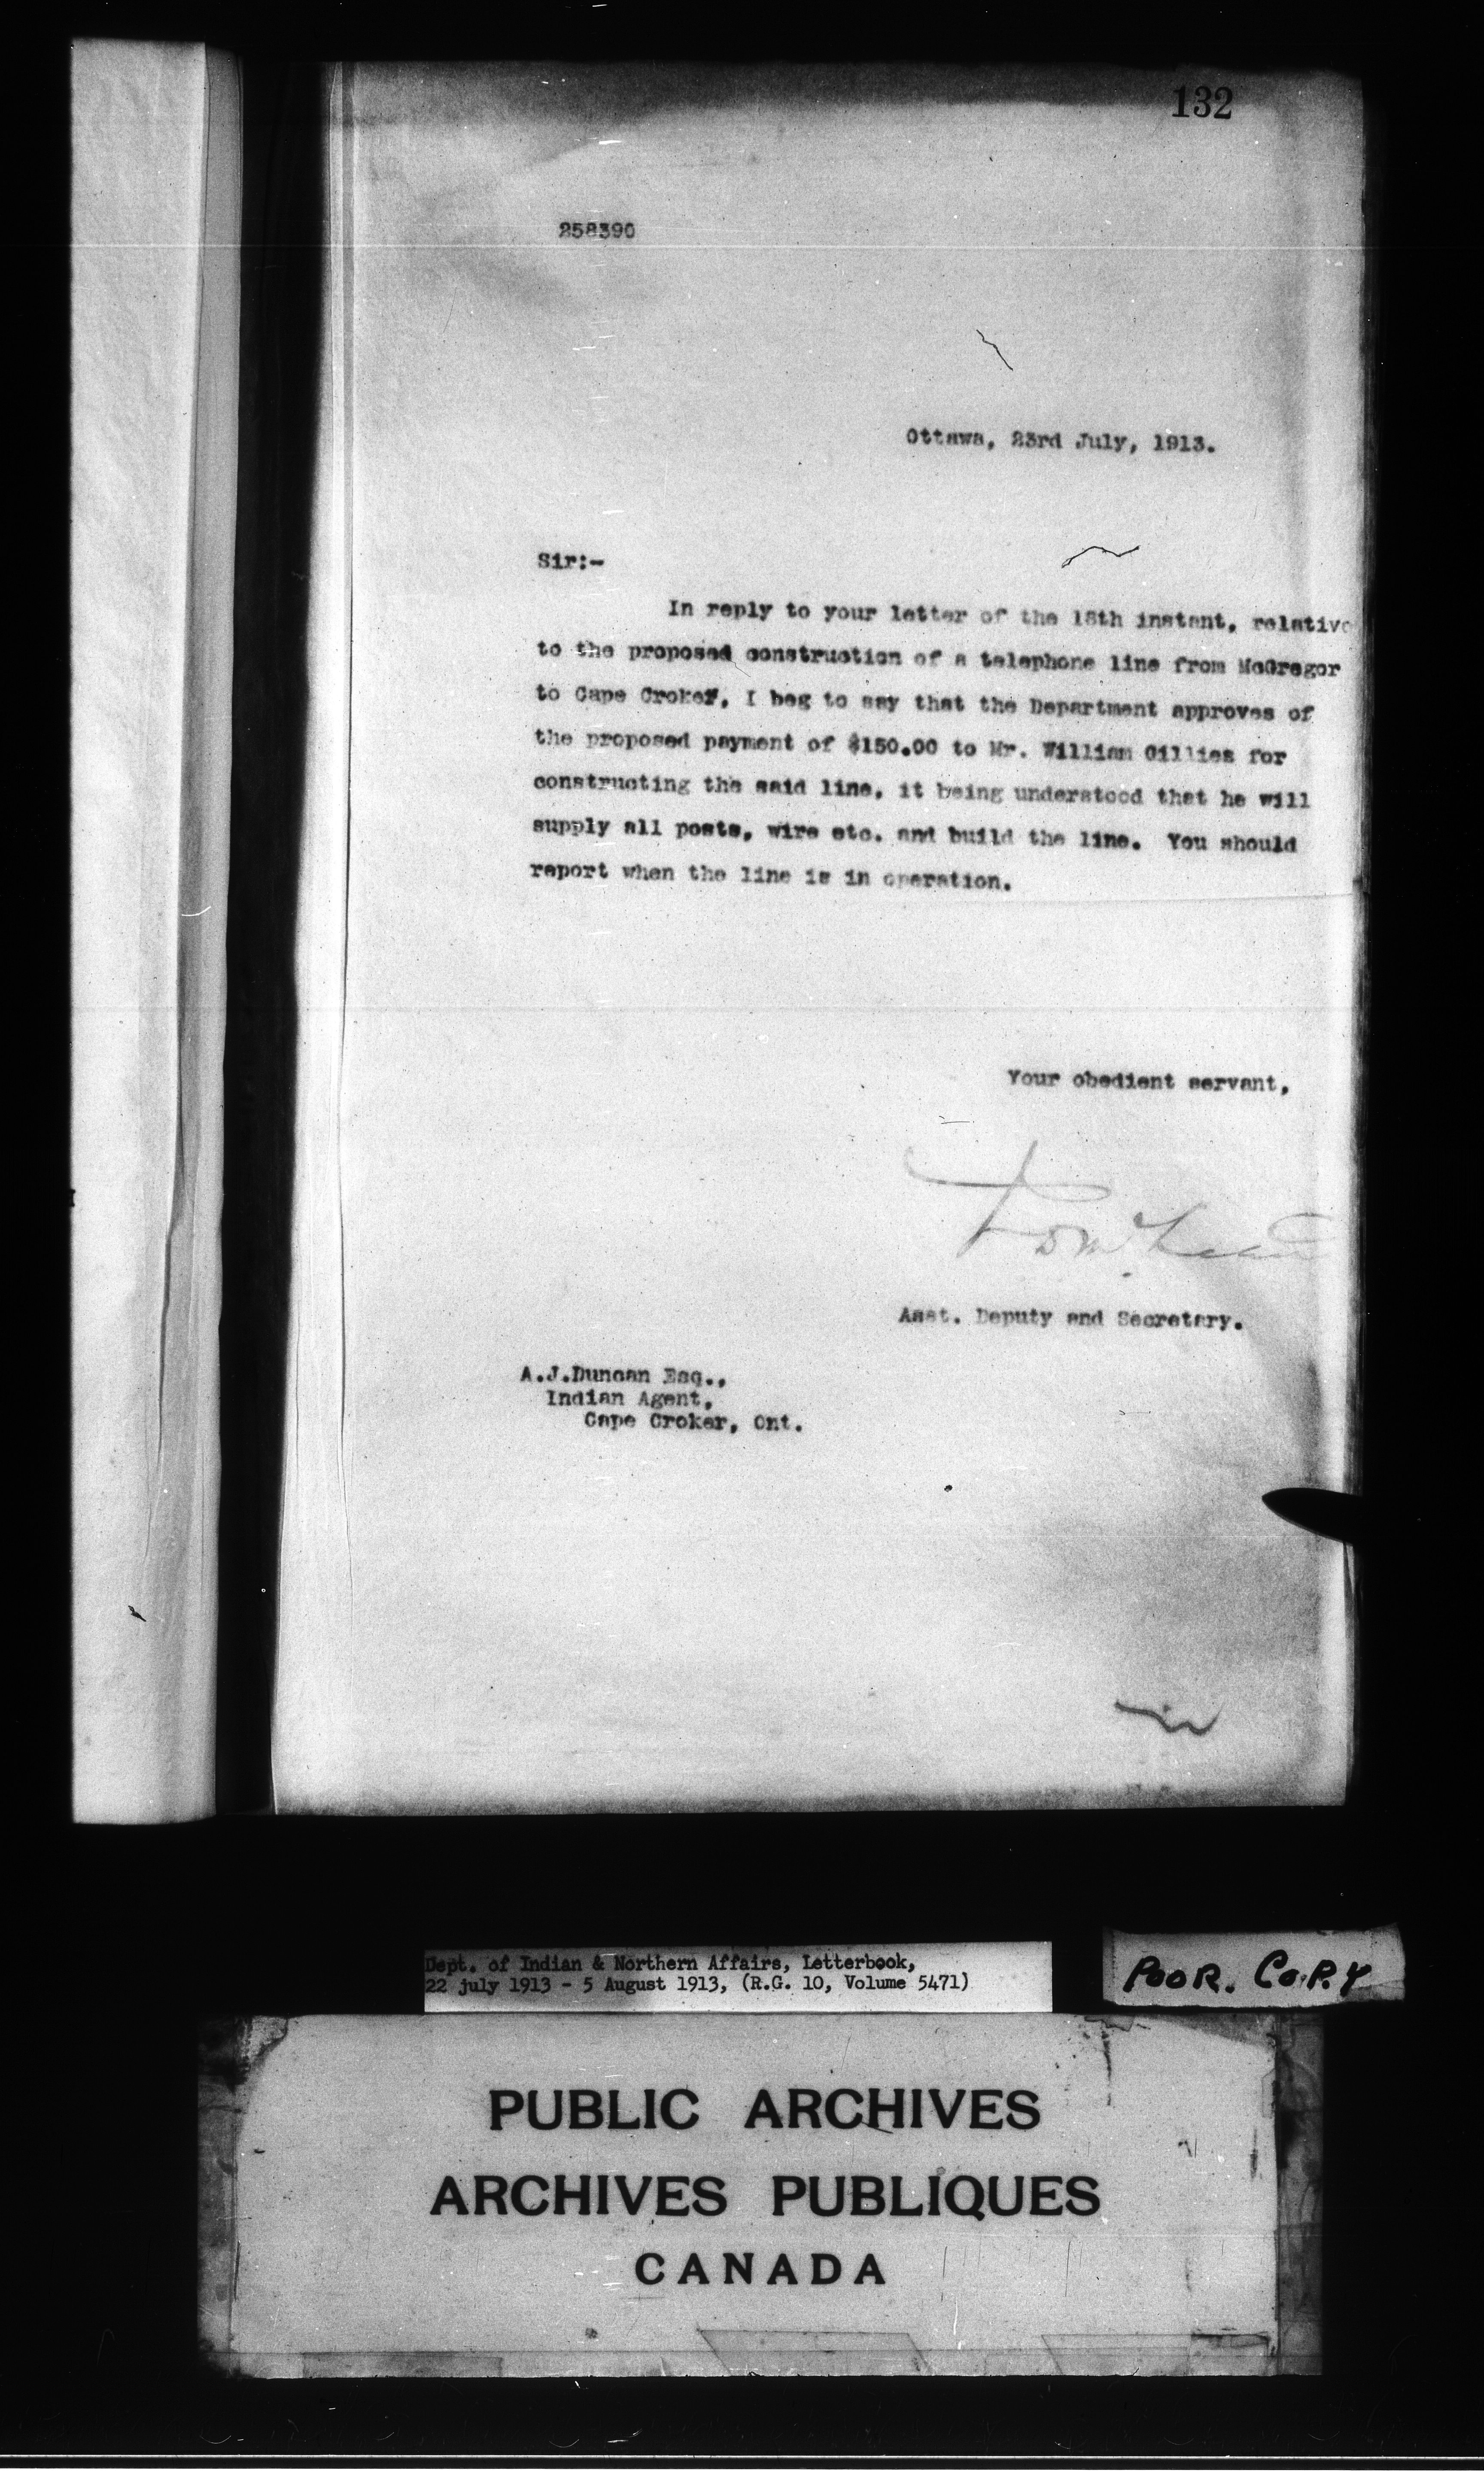 132
258390
Ottawa, 23rd July, 1913.
Sir:-
In reply to your letter of the 18th instant, relative
to the proposed construction of a telephone line from McGregor
to Cape Croker, I beg to say that the Department approves of
the proposed payment of $150.00 to Mr. William Gillies for
constructing the said line, it being understood that he will
supply all posts, wire etc. and build the line. You should
report when the line is in operation.
Your obedient servant,
Asst. Deputy and Secretary.
A.J.Duncan Esq.,
Indian Agent,
Cape Croker, Ont.
Dept. of Indian & Northern Affairs, Letterbook,
22 july 1913 - 5 August 1913, (R.G. 10, Volume 5471)
POOR. COPY
PUBLIC ARCHIVES
ARCHIVES PUBLIQUES
CANADA